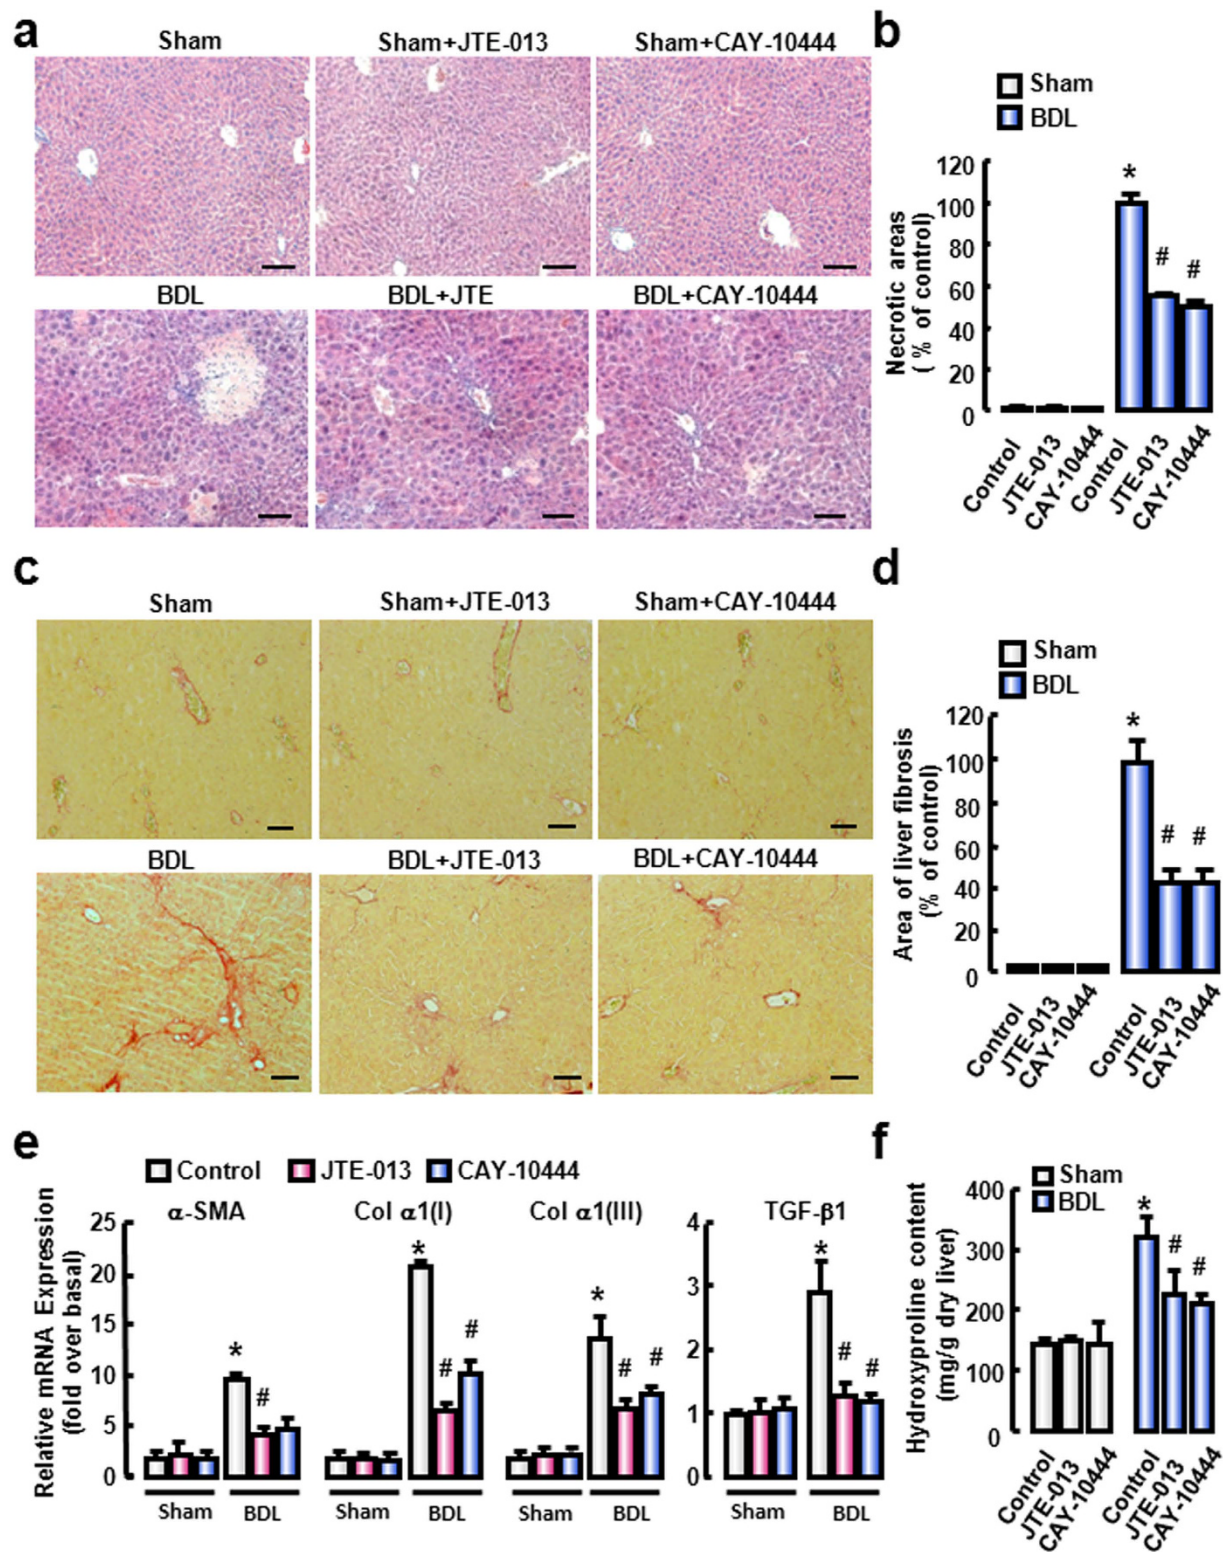 a
Sham
Sham+JTE-013
Sham+CAY-10444
BDL
BDL+JTE
BDL+CAY-10444
b
Sham
BDL
Necrotic areas
( % of control)
120
100
80
60
40
20
0
*
#
#
Control
JTE-013
CAY-10444
Control
JTE-013
CAY-10444
c
Sham
Sham+JTE-013
Sham+CAY-10444
BDL
BDL+JTE-013
BDL+CAY-10444
d
Sham
BDL
Area of liver fibrosis
(% of control)
120
100
80
60
40
20
0
*
#
#
Control
JTE-013
CAY-10444
Control
JTE-013
CAY-10444
e
Control
JTE-013
CAY-10444
Relative mRNA Expression
(fold over basal)
α-SMA
Col α1(I)
Col α1(III)
TGF-β1
25
20
15
10
5
0
*
#
*
#
#
*
#
#
4
3
2
1
0
*
#
#
Sham
BDL
Sham
BDL
Sham
BDL
Sham
BDL
f
Sham
BDL
Hydroxyproline content
(mg/g dry liver)
400
300
200
100
0
*
#
#
Control
JTE-013
CAY-10444
Control
JTE-013
CAY-10444